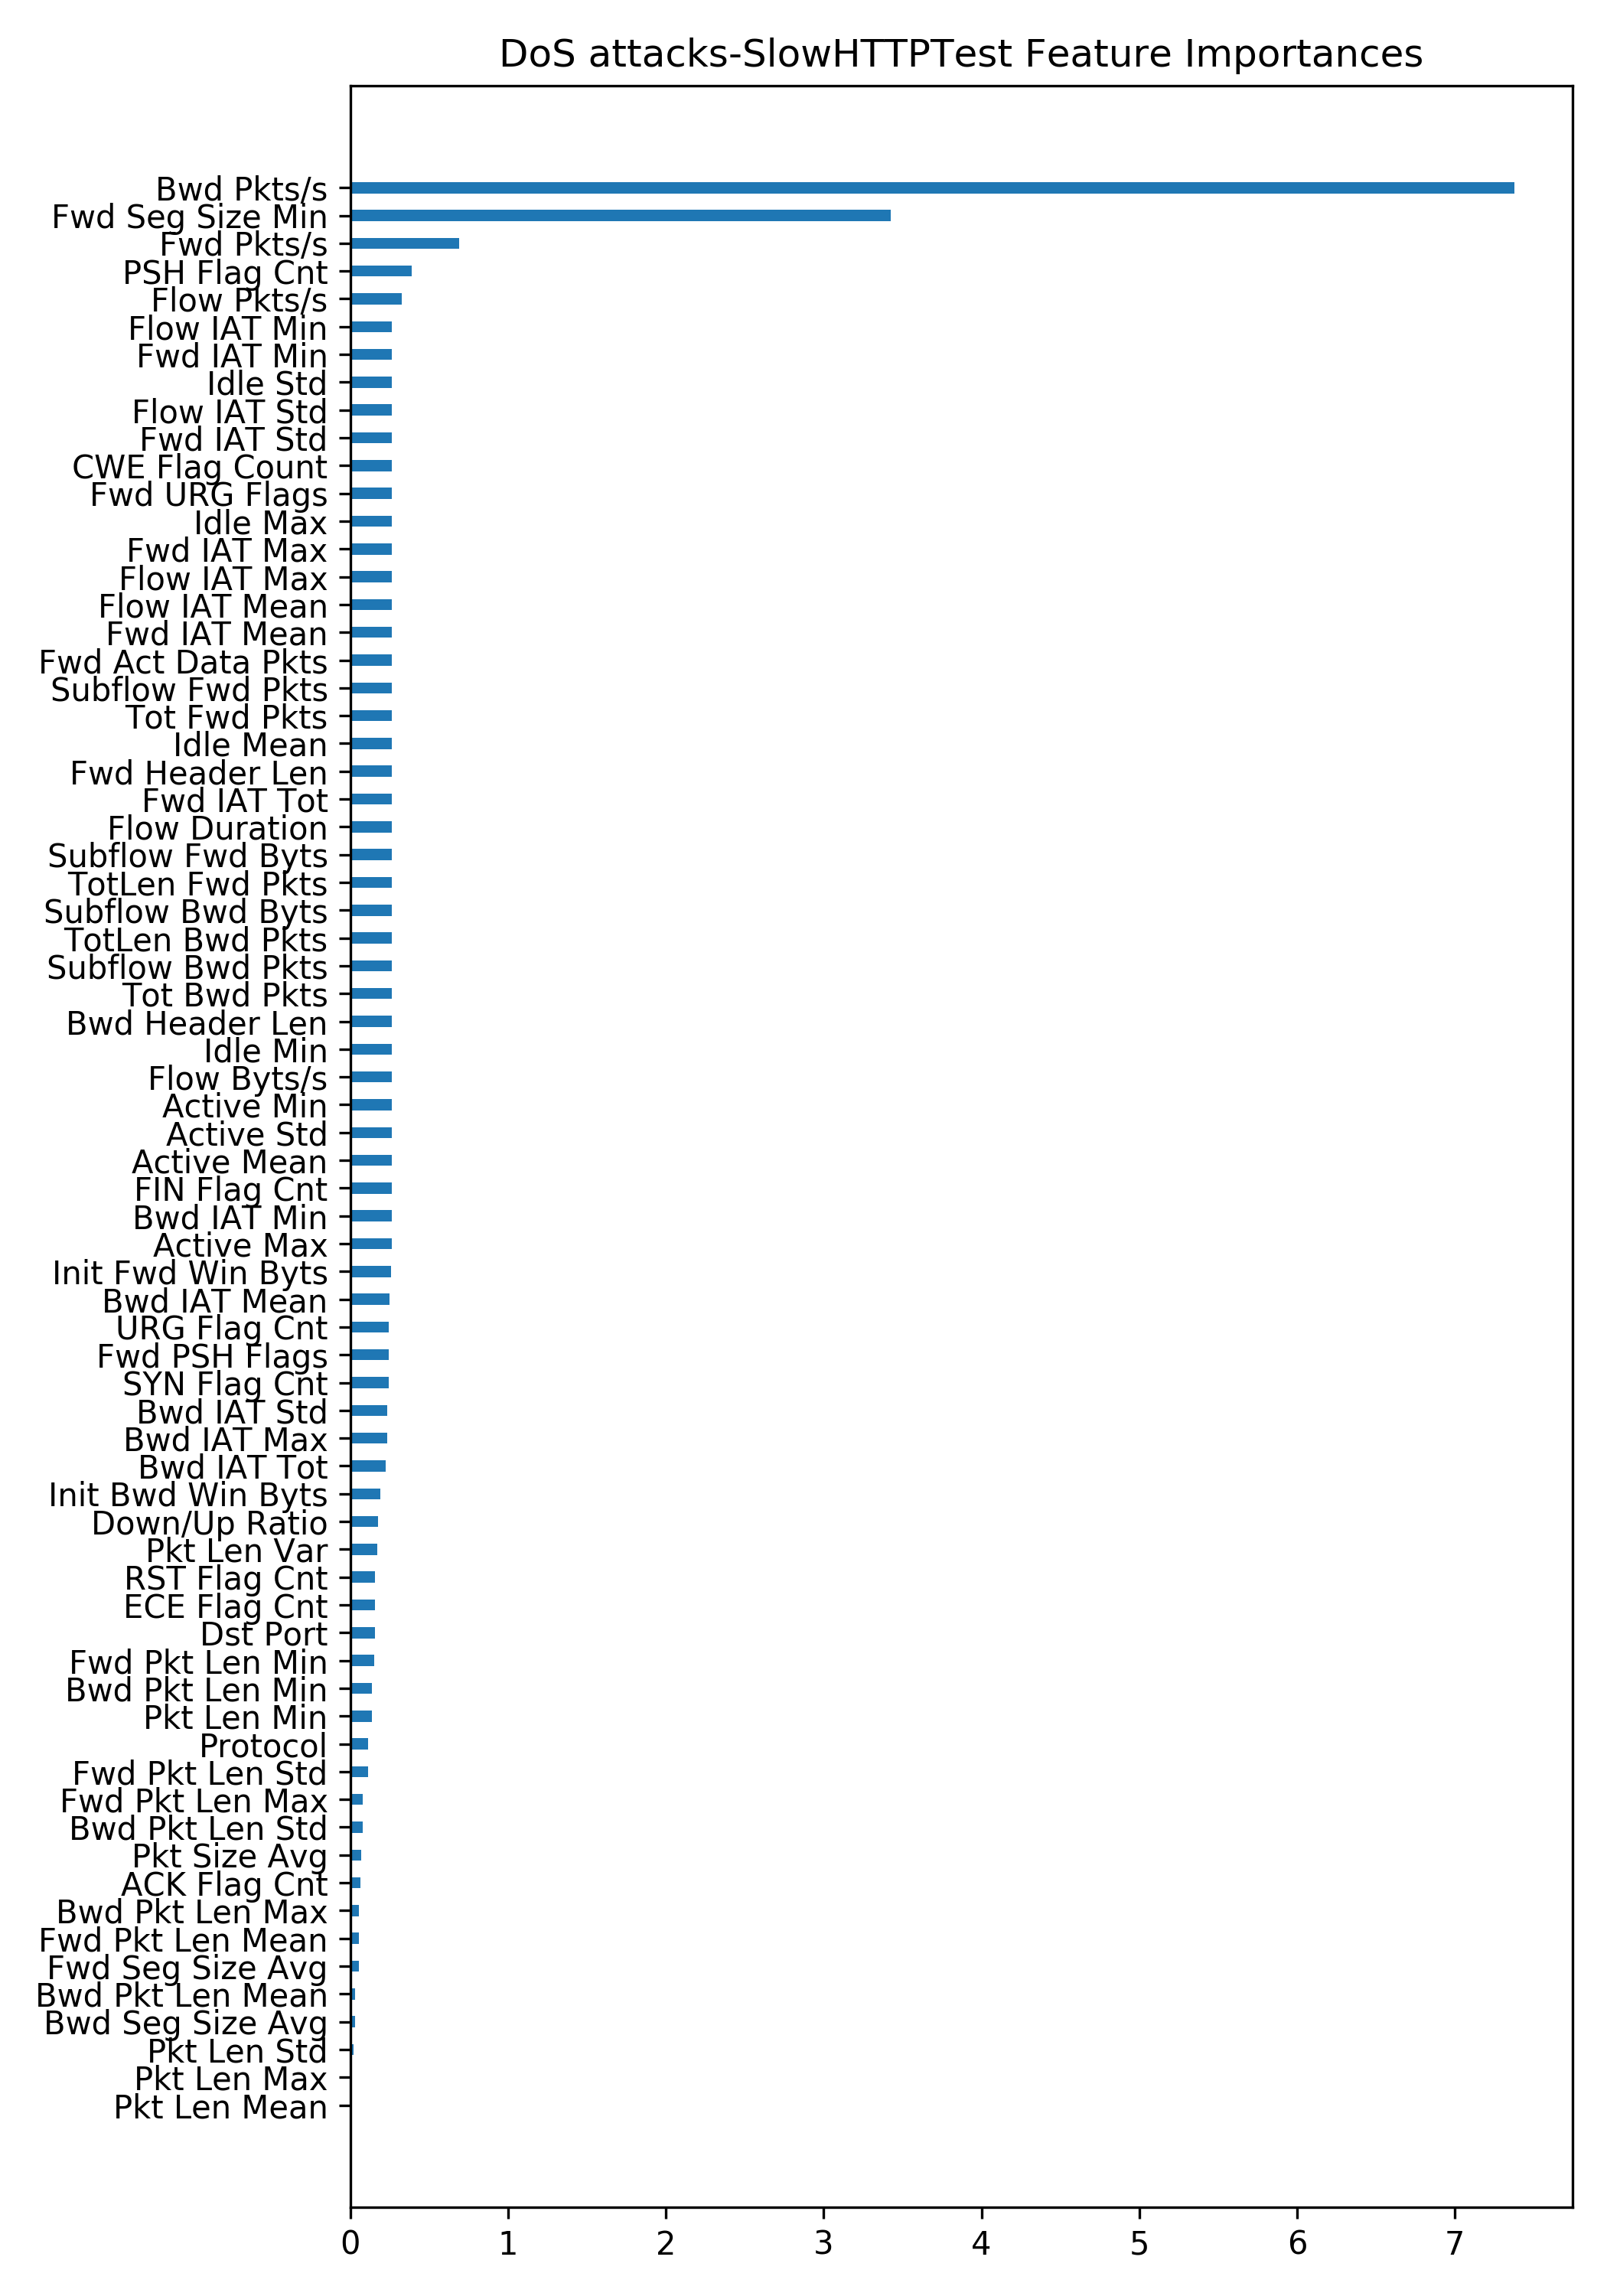 DoS attacks-SlowHTTPTest Feature Importances
Bwd Pkts/s
Fwd Seg Size Min
Fwd Pkts/s
PSH Flag Cnt
Flow Pkts/s
Flow IAT Min
Fwd IAT Min
Idle Std
Flow IAT Std
Fwd IAT Std
CWE Flag Count
Fwd URG Flags
Idle Max
Fwd IAT Max
Flow IAT Max
Flow IAT Mean
Fwd IAT Mean
Fwd Act Data Pkts
Subflow Fwd Pkts
Tot Fwd Pkts
Idle Mean
Fwd Header Len
Fwd IAT Tot
Flow Duration
Subflow Fwd Byts
TotLen Fwd Pkts
Subflow Bwd Byts
TotLen Bwd Pkts
Subflow Bwd Pkts
Tot Bwd Pkts
Bwd Header Len
Idle Min
Flow Byts/s
Active Min
Active Std
Active Mean
FIN Flag Cnt
Bwd IAT Min
Active Max
Init Fwd Win Byts
Bwd IAT Mean
URG Flag Cnt
Fwd PSH Flags
SYN Flag Cnt
Bwd IAT Std
Bwd IAT Max
Bwd IAT Tot
Init Bwd Win Byts
Down/Up Ratio
Pkt Len Var
RST Flag Cnt
ECE Flag Cnt
Dst Port
Fwd Pkt Len Min
Bwd Pkt Len Min
Pkt Len Min
Protocol
Fwd Pkt Len Std
Fwd Pkt Len Max
Bwd Pkt Len Std
Pkt Size Avg
ACK Flag Cnt
Bwd Pkt Len Max
Fwd Pkt Len Mean
Fwd Seg Size Avg
Bwd Pkt Len Mean
Bwd Seg Size Avg
Pkt Len Std
Pkt Len Max
Pkt Len Mean
0 1 2 3 4 5 6 7